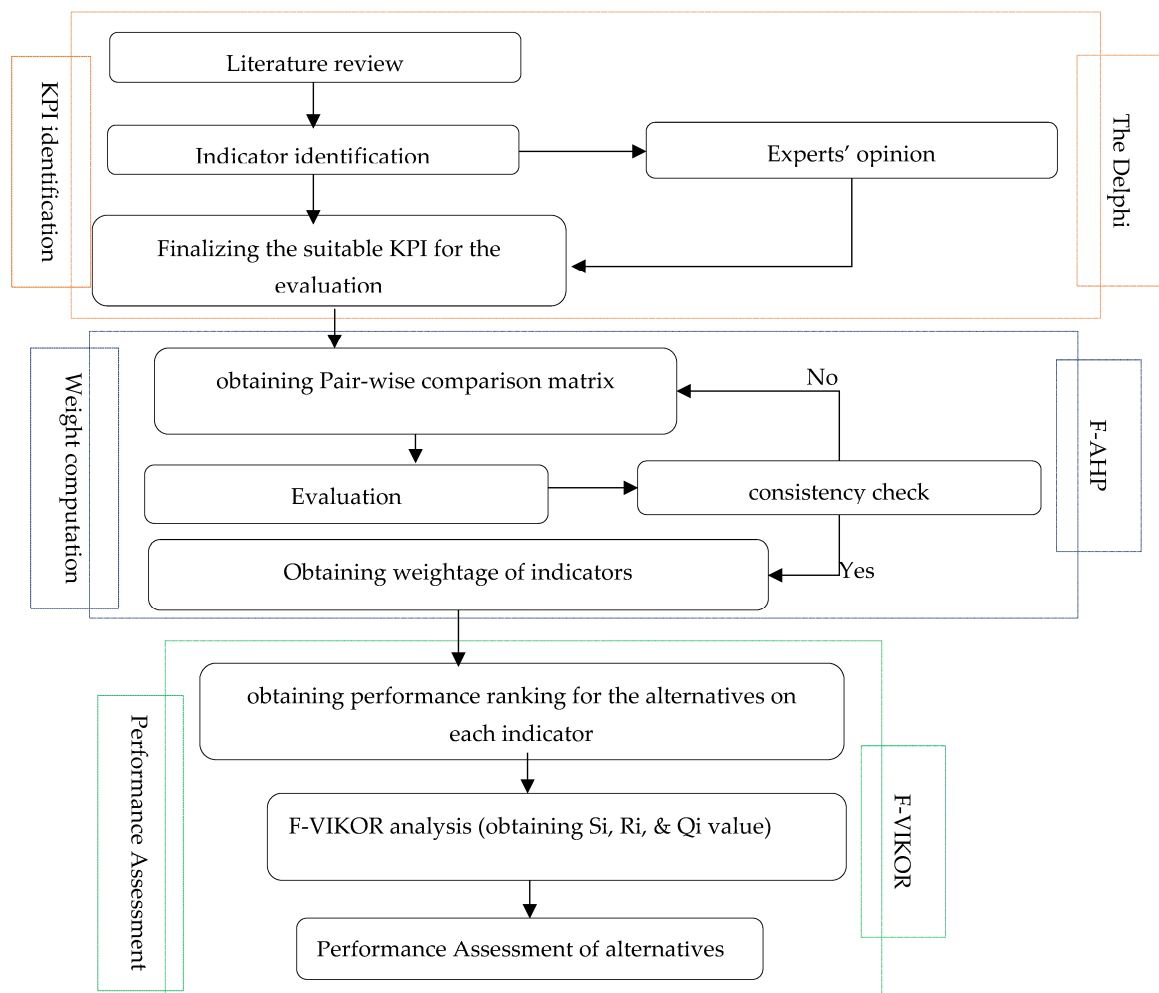 Literature review
KPI identification
The Delphi
Indicator identification
Experts’ opinion
Finalizing the suitable KPI for the
evaluation
Weight computation
F-AHP
obtaining Pair-wise comparison matrix
No
Evaluation
consistency check
Obtaining weightage of indicators
Yes
Performance Assessment
F-VIKOR
obtaining performance ranking for the alternatives on
each indicator
F-VIKOR analysis (obtaining Si, Ri, & Qi value)
Performance Assessment of alternatives